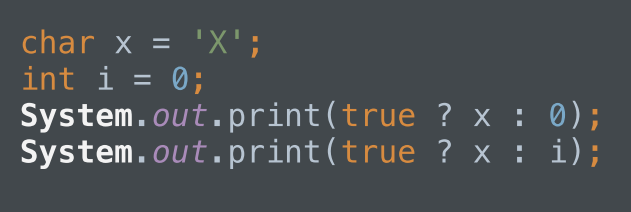 char x = 'X';
int i = 0;
System.out.print(true ? x : 0);
System.out.print(true ? x : i);